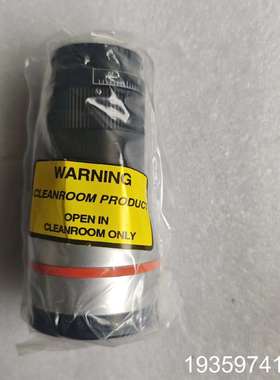 WARNING
CLEANROOM PRODUCT
OPEN IN
CLEANROOM ONLY
19359741